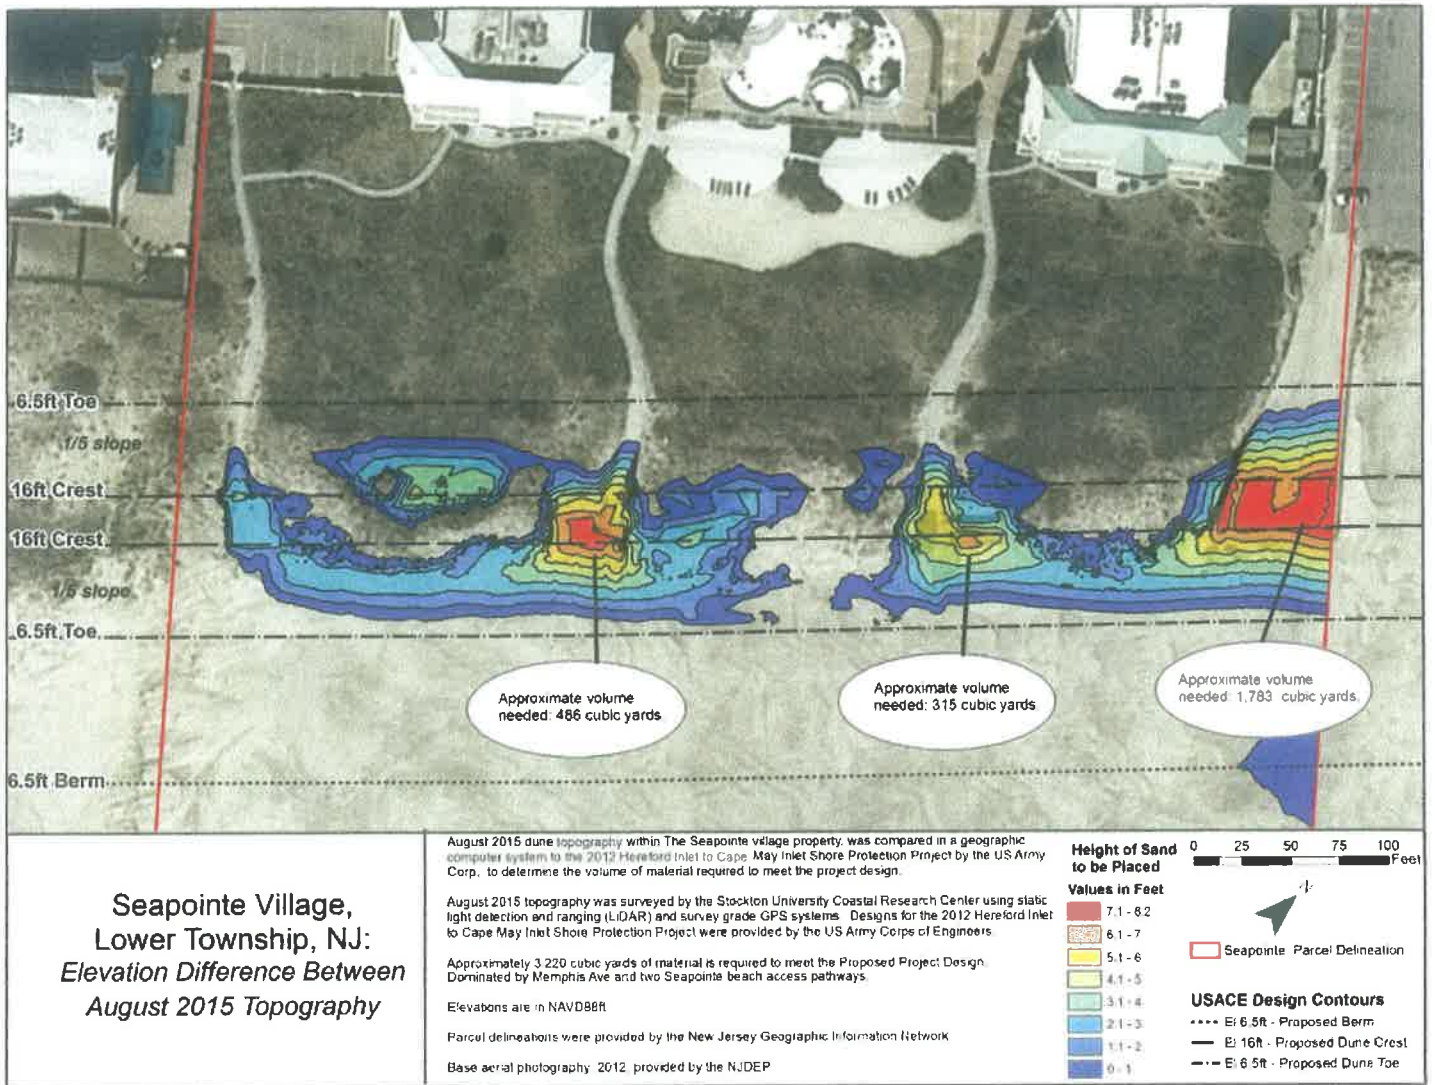 6.5ft Toe
1/5 slope
16ft Crest
16ft Crest
1/5 slope
6.5ft Toe
Approximate volume
needed: 486 cubic yards
Approximate volume
needed: 315 cubic yards
Approximate volume
needed: 1,783 cubic yards
6.5ft Berm
Seapointe Village,
Lower Township, NJ:
Elevation Difference Between
August 2015 Topography
August 2015 dune topography within The Seapointe village property, was compared in a geographic
computer system to the 2012 Hereford Inlet to Cape May Inlet Shore Protection Project by the US Army
Corp, to determine the volume of material required to meet the project design.
August 2015 topography was surveyed by the Stockton University Coastal Research Center using static
light detection and ranging (LiDAR) and survey grade GPS systems. Designs for the 2012 Hereford Inlet
to Cape May Inlet Shore Protection Project were provided by the US Army Corps of Engineers.
Approximately 3,220 cubic yards of material is required to meet the Proposed Project Design.
Dominated by Memphis Ave and two Seapointe beach access pathways.
Elevations are in NAVD88ft
Parcel delineations were provided by the New Jersey Geographic Information Network
Base aerial photography 2012, provided by the NJDEP
Height of Sand
to be Placed
Values in Feet
7.1 - 8.2
6.1 - 7
5.1 - 6
4.1 - 5
3.1 - 4
2.1 - 3
1.1 - 2
0 - 1
0 25 50 75 100
Feet
N
Seapointe Parcel Delineation
USACE Design Contours
El 6.5ft - Proposed Berm
El 16ft - Proposed Dune Crest
El 6.5ft - Proposed Dune Toe